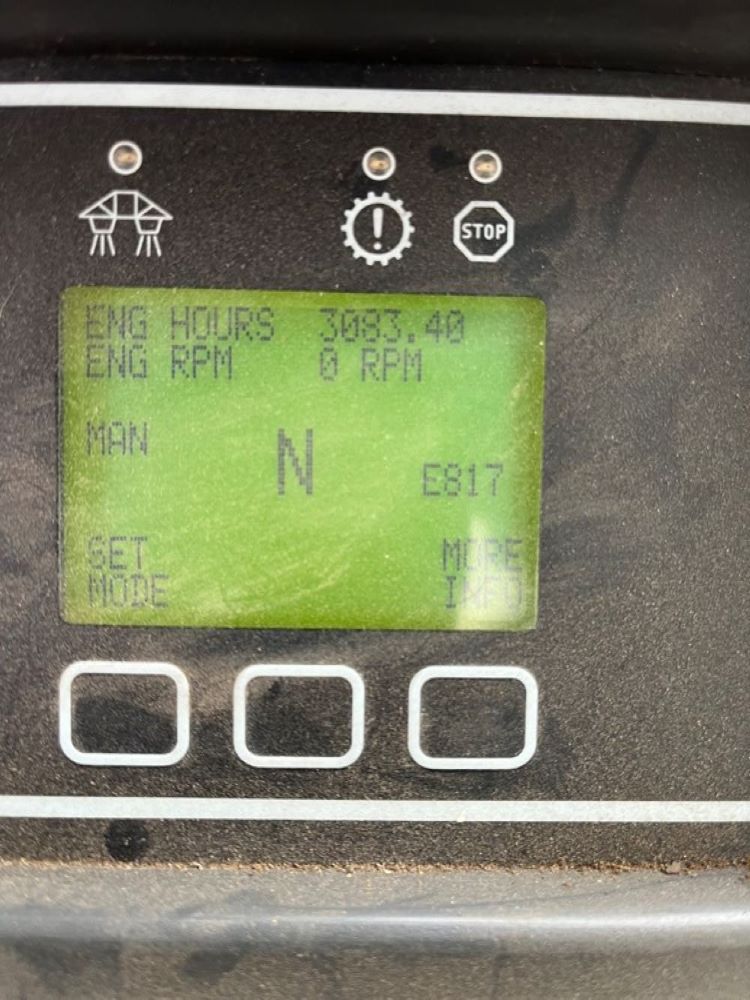 STOP
ENG HOURS 3083.40
ENG RPM 0 RPM
MAN
N
E817
SET MORE
MODE INFO